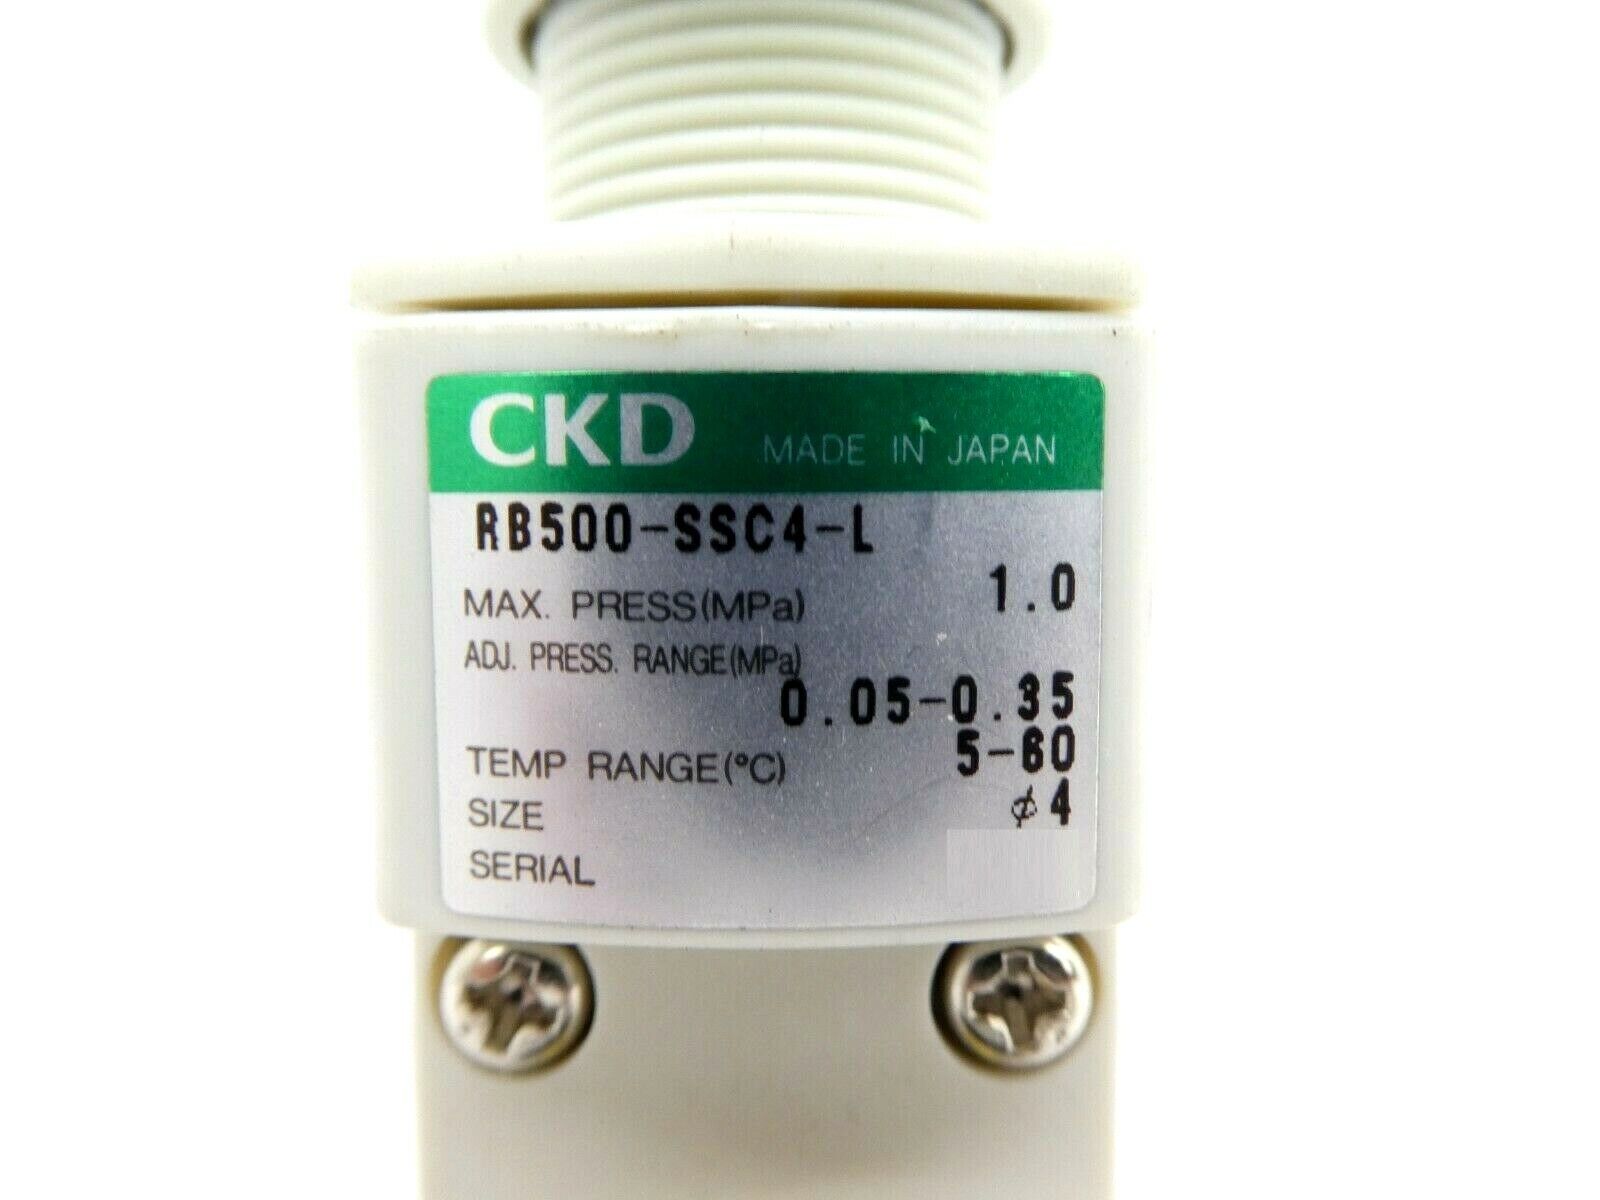 CKD MADE IN JAPAN
RB500-SSC4-L
MAX. PRESS(MPa) 1.0
ADJ. PRESS. RANGE(MPa)
0.05-0.35
TEMP RANGE(°C) 5-60
SIZE ⌀4
SERIAL